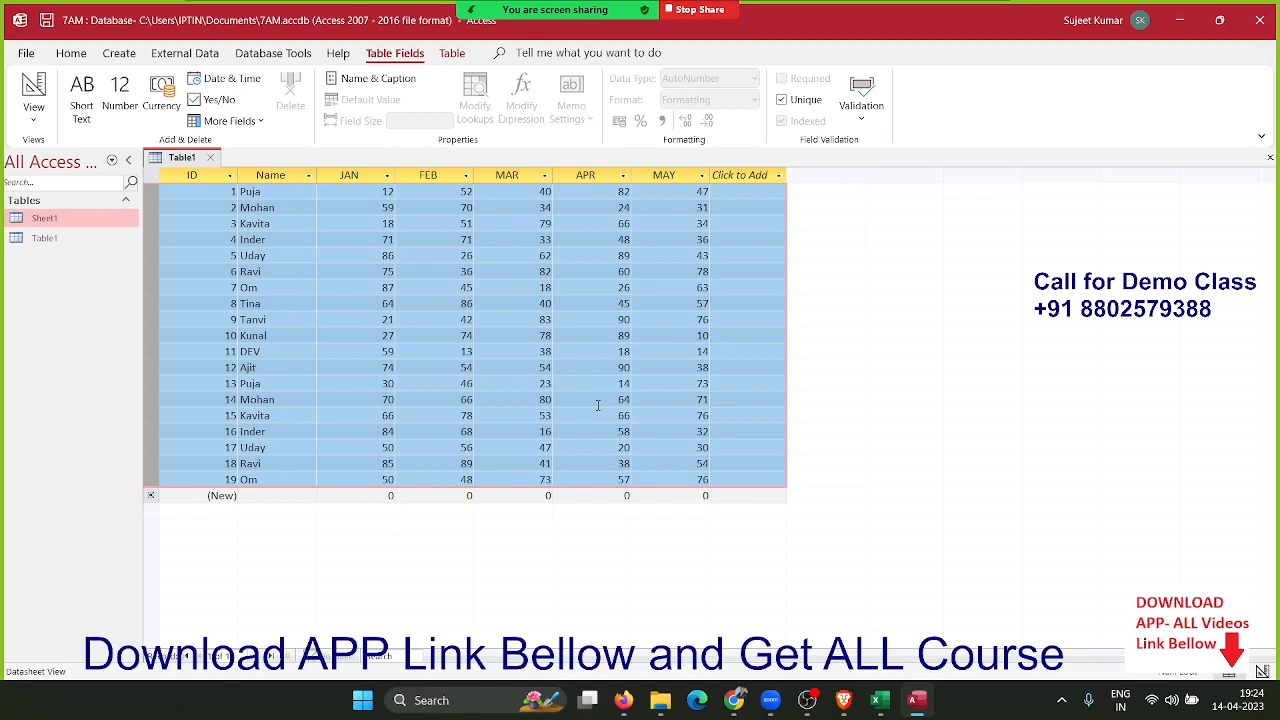 You are screen sharing
Stop Share
7AM : Database- C:\Users\IPTIN\Documents\7AM.accdb (Access 2007 - 2016 file format) - Access
Sujeet Kumar SK
File Home Create External Data Database Tools Help Table Fields Table Tell me what you want to do
View
Views
AB Short Text
12 Number
Currency
Date & Time
Yes/No
More Fields
Delete
Add & Delete
Name & Caption
Default Value
Field Size
Modify Lookups
fx Modify Expression
ab Memo Settings
Properties
Data Type: AutoNumber
Format: Formatting
Formatting
Required
Unique
Indexed
Validation
Field Validation
All Access ...
Search...
Tables
Sheet1
Table1
Table1
ID Name JAN FEB MAR APR MAY Click to Add
1 Puja 12 52 40 82 47
2 Mohan 59 70 34 24 31
3 Kavita 18 51 79 66 34
4 Inder 71 71 33 48 36
5 Uday 86 26 62 89 43
6 Ravi 75 36 82 60 78
7 Om 87 45 18 26 63
8 Tina 64 86 40 45 57
9 Tanvi 21 42 83 90 76
10 Kunal 27 74 78 89 10
11 DEV 59 13 38 18 14
12 Ajit 74 54 54 90 38
13 Puja 30 46 23 14 73
14 Mohan 70 66 80 64 71
15 Kavita 66 78 53 66 76
16 Inder 84 68 16 58 32
17 Uday 50 56 47 20 30
18 Ravi 85 89 41 38 54
19 Om 50 48 73 57 76
(New) 0 0 0 0 0
Call for Demo Class
+91 8802579388
DOWNLOAD
APP- ALL Videos
Link Bellow
Download APP Link Bellow and Get ALL Course
Search
Datasheet View
Num Lock
Search
zoom
ENG
IN
19:24
14-04-2023